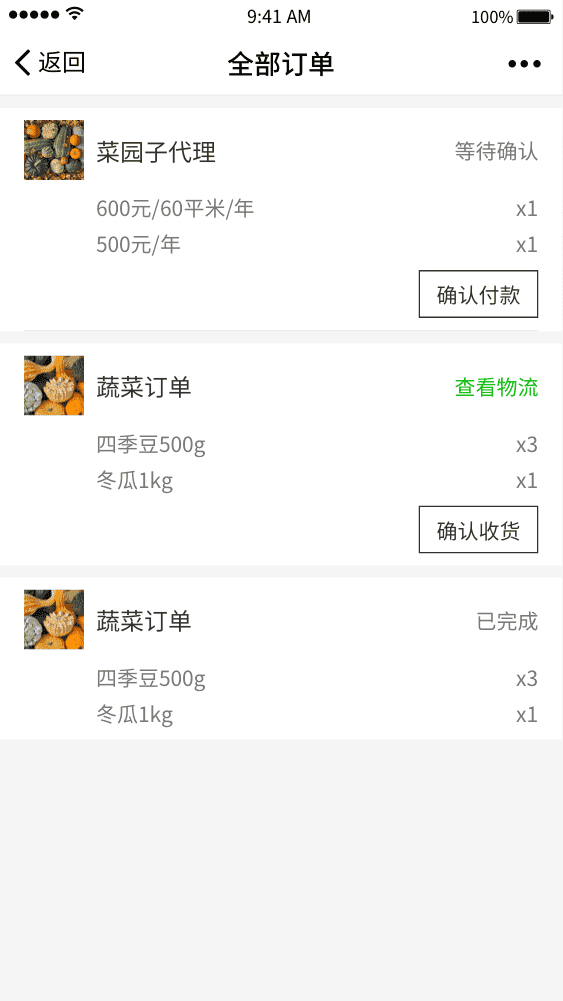 9:41 AM 100%
返回 全部订单
菜园子代理 等待确认
600元/60平米/年 x1
500元/年 x1
确认付款
蔬菜订单 查看物流
四季豆500g x3
冬瓜1kg x1
确认收货
蔬菜订单 已完成
四季豆500g x3
冬瓜1kg x1